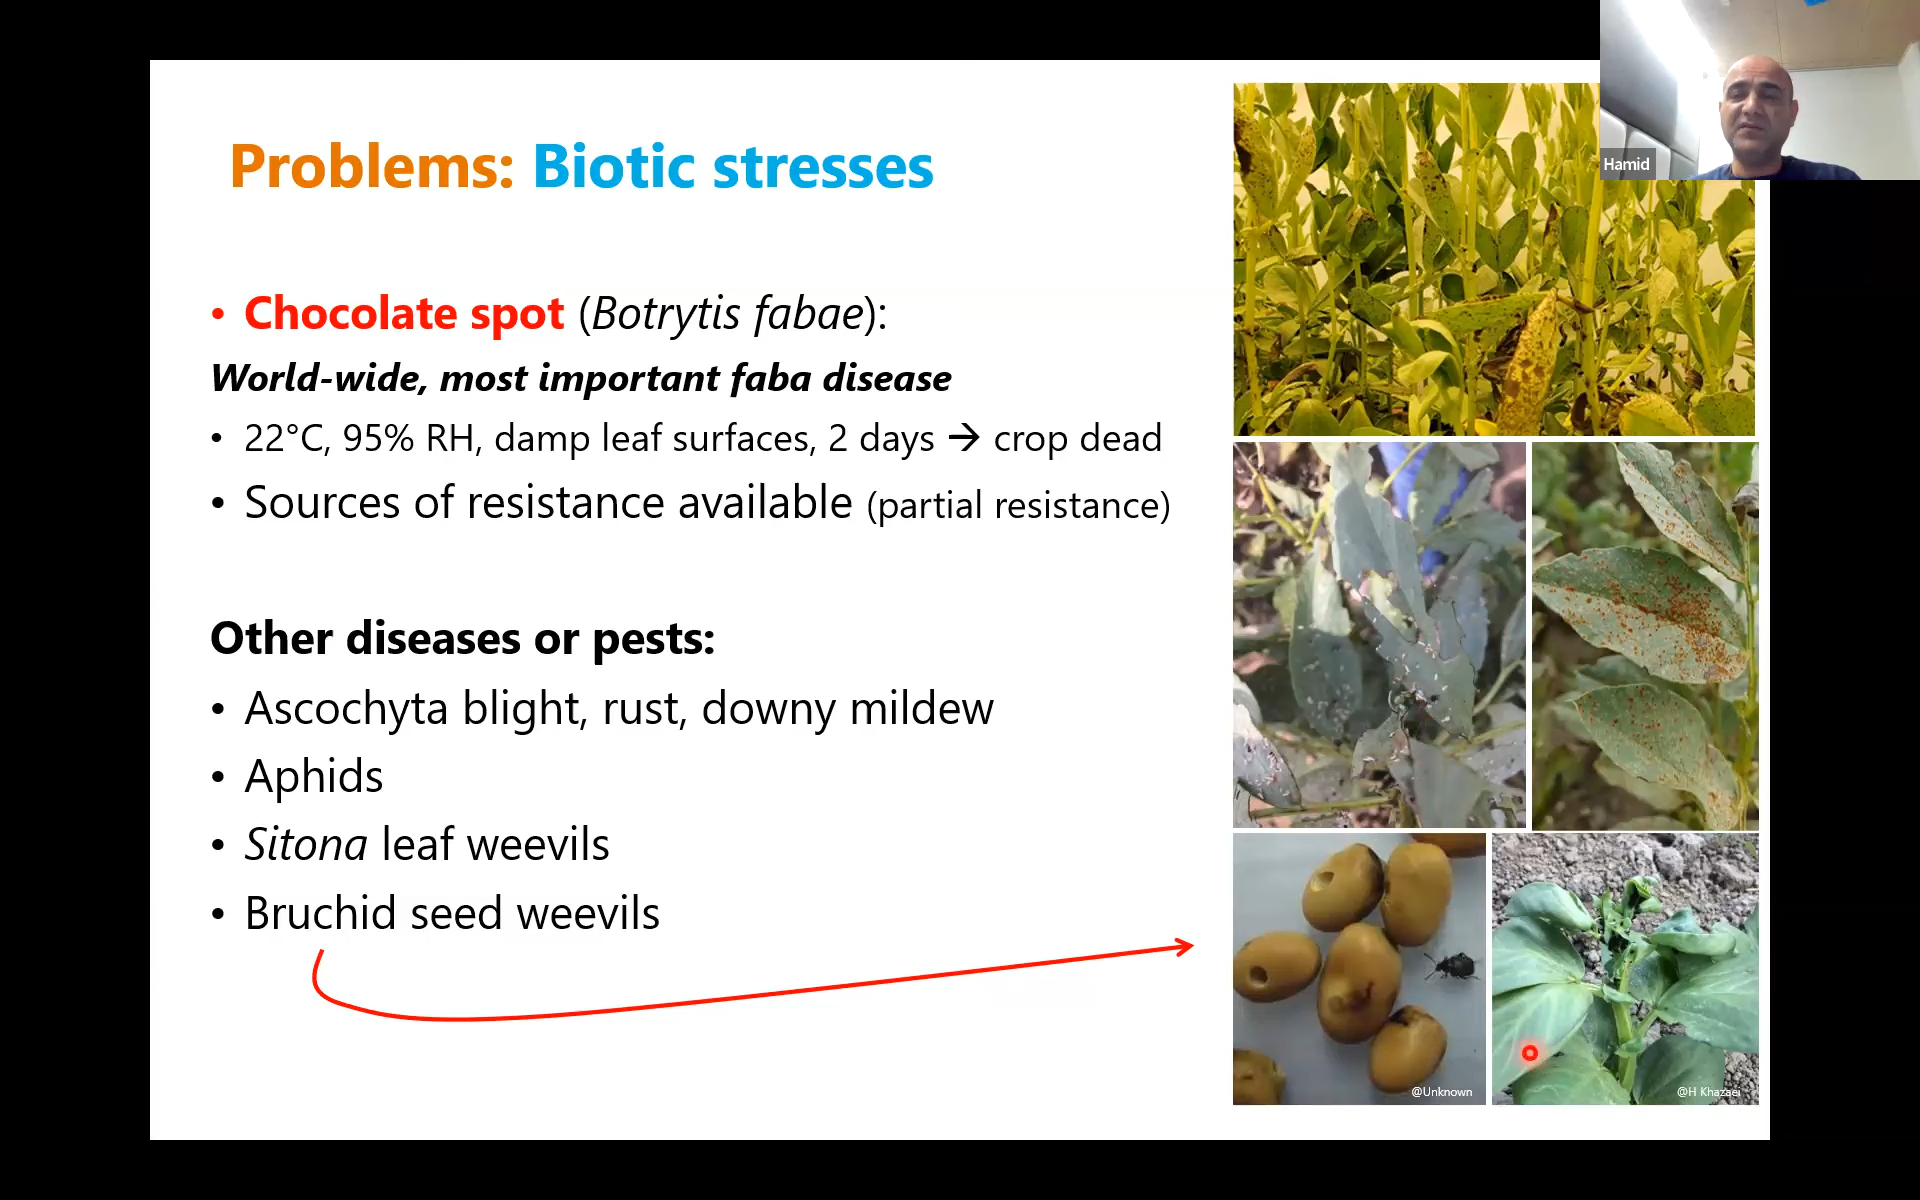 Hamid
Problems: Biotic stresses
• Chocolate spot (Botrytis fabae):
World-wide, most important faba disease
• 22°C, 95% RH, damp leaf surfaces, 2 days → crop dead
• Sources of resistance available (partial resistance)
Other diseases or pests:
• Ascochyta blight, rust, downy mildew
• Aphids
• Sitona leaf weevils
• Bruchid seed weevils
@Unknown
@H Khazaei